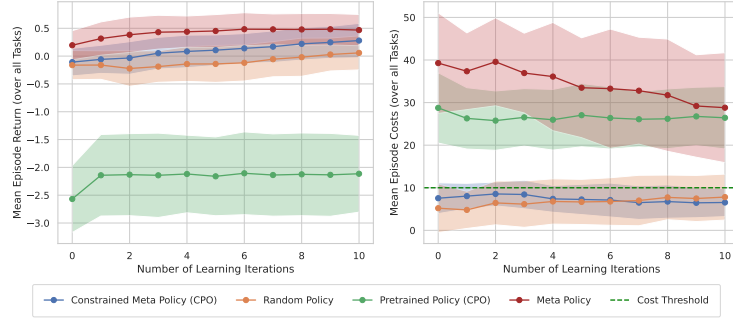 Mean Episode Return (over all Tasks)
0.5
0.0
−0.5
−1.0
−1.5
−2.0
−2.5
−3.0
0 2 4 6 8 10
Number of Learning Iterations
Mean Episode Costs (over all Tasks)
50
40
30
20
10
0
0 2 4 6 8 10
Number of Learning Iterations
Constrained Meta Policy (CPO) Random Policy Pretrained Policy (CPO) Meta Policy Cost Threshold